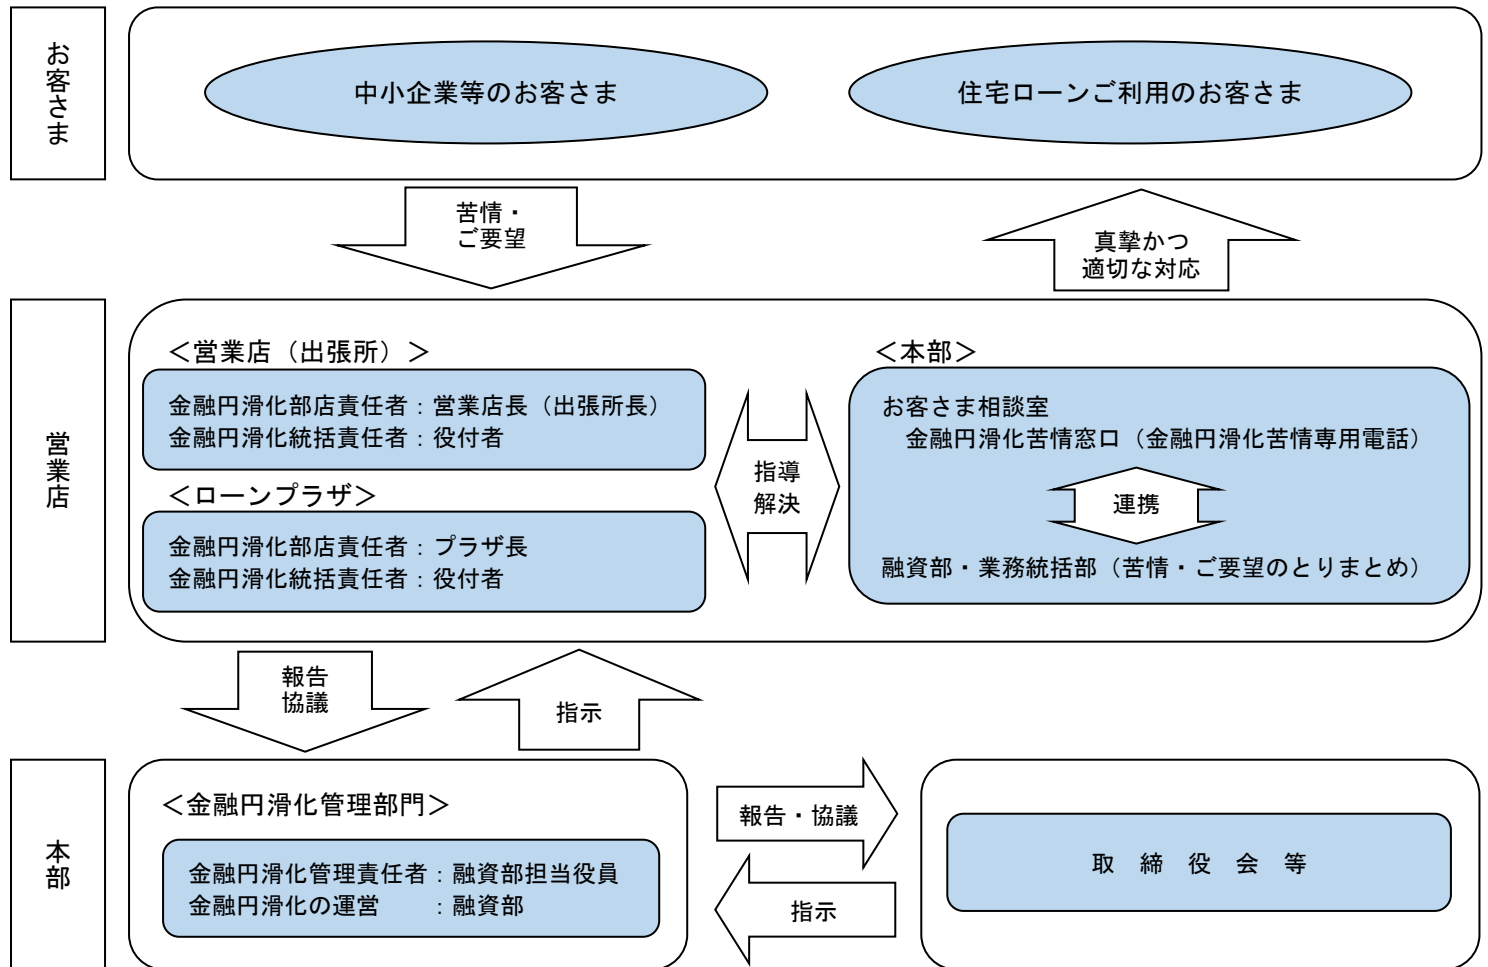 お客さま
中小企業等のお客さま
住宅ローンご利用のお客さま
苦情・
ご要望
真摯かつ
適切な対応
営業店
＜営業店（出張所）＞
金融円滑化部店責任者：営業店長（出張所長）
金融円滑化統括責任者：役付者
＜ローンプラザ＞
金融円滑化部店責任者：プラザ長
金融円滑化統括責任者：役付者
指導
解決
＜本部＞
お客さま相談室
金融円滑化苦情窓口（金融円滑化苦情専用電話）
連携
融資部・業務統括部（苦情・ご要望のとりまとめ）
報告
協議
指示
本部
＜金融円滑化管理部門＞
金融円滑化管理責任者：融資部担当役員
金融円滑化の運営　　：融資部
報告・協議
指示
取　締　役　会　等